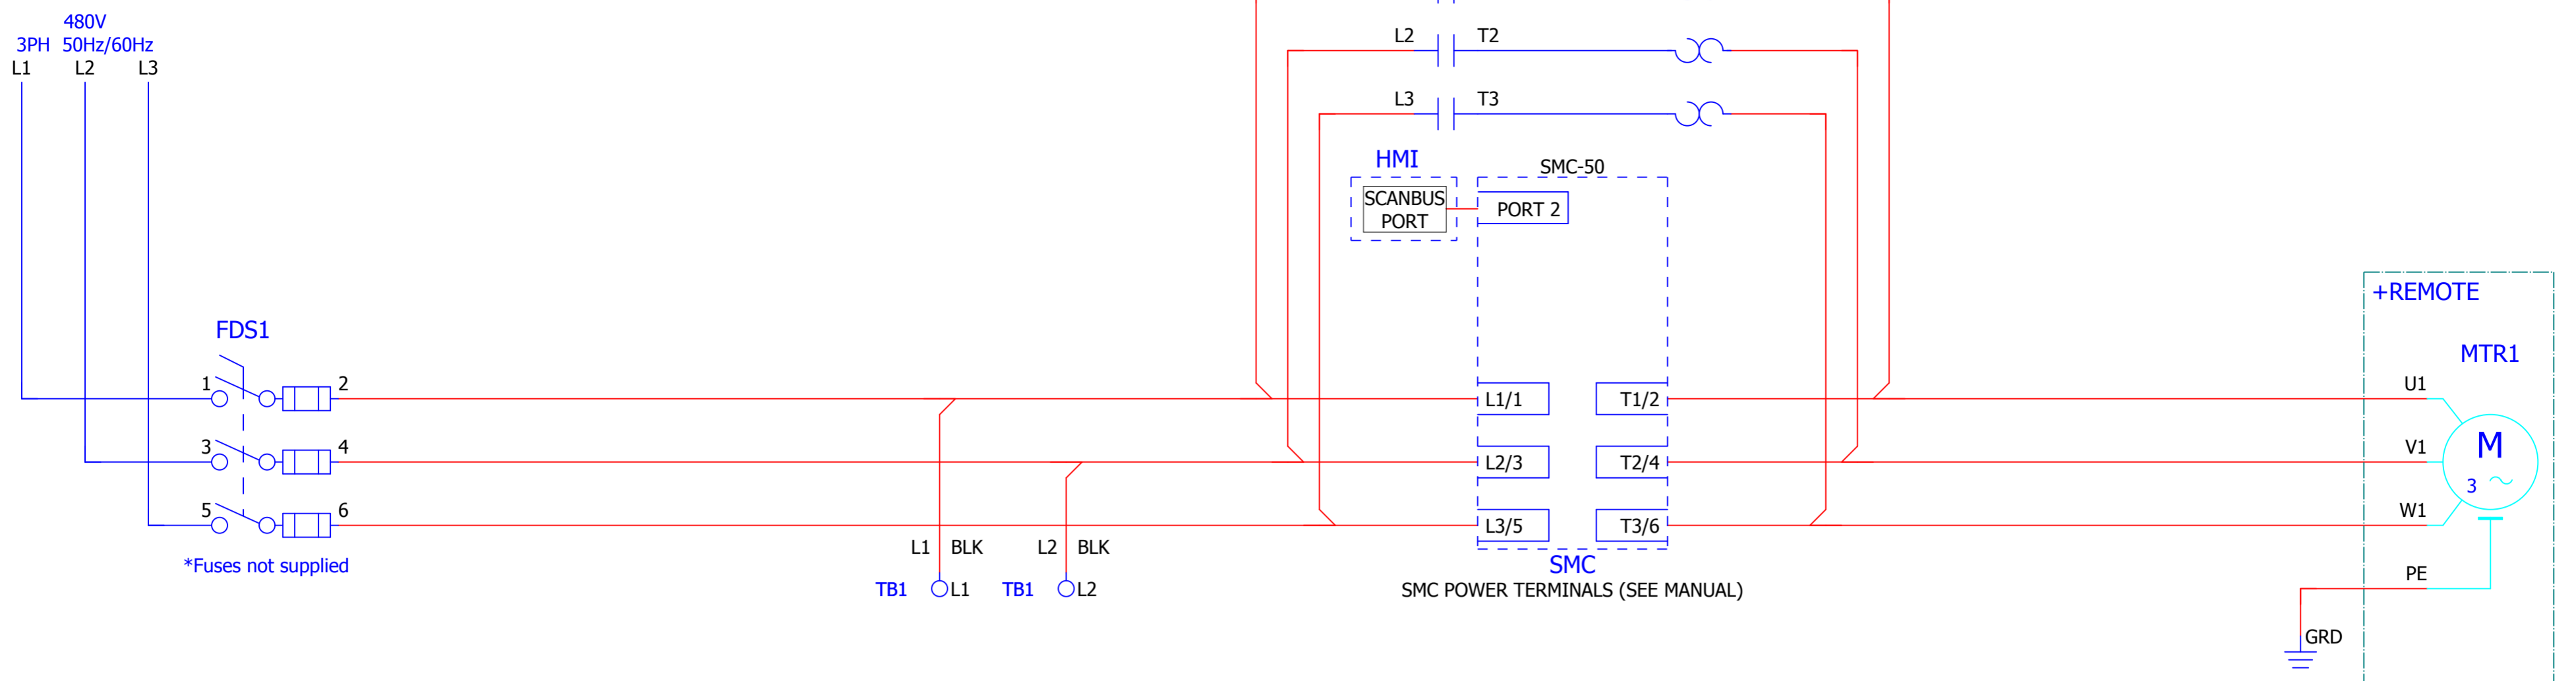 480V
3PH 50Hz/60Hz
L1 L2 L3
L2 T2
L3 T3
HMI
SCANBUS
PORT
SMC-50
PORT 2
+REMOTE
FDS1
MTR1
1 2
L1/1 T1/2
U1
3 4
L2/3 T2/4
V1
M
3
5 6
L3/5 T3/6
W1
*Fuses not supplied
L1 BLK
L2 BLK
TB1 L1
TB1 L2
SMC
SMC POWER TERMINALS (SEE MANUAL)
PE
GRD